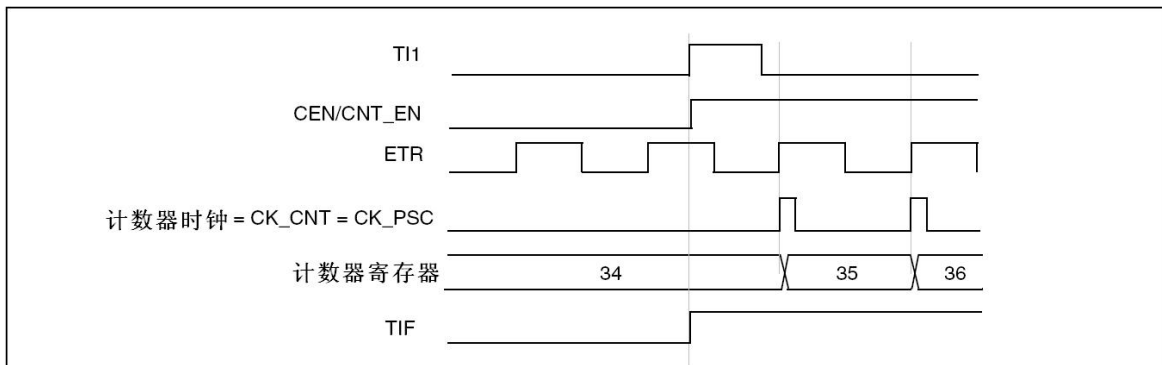 TI1
CEN/CNT_EN
ETR
计数器时钟 = CK_CNT = CK_PSC
计数器寄存器 34 35 36
TIF